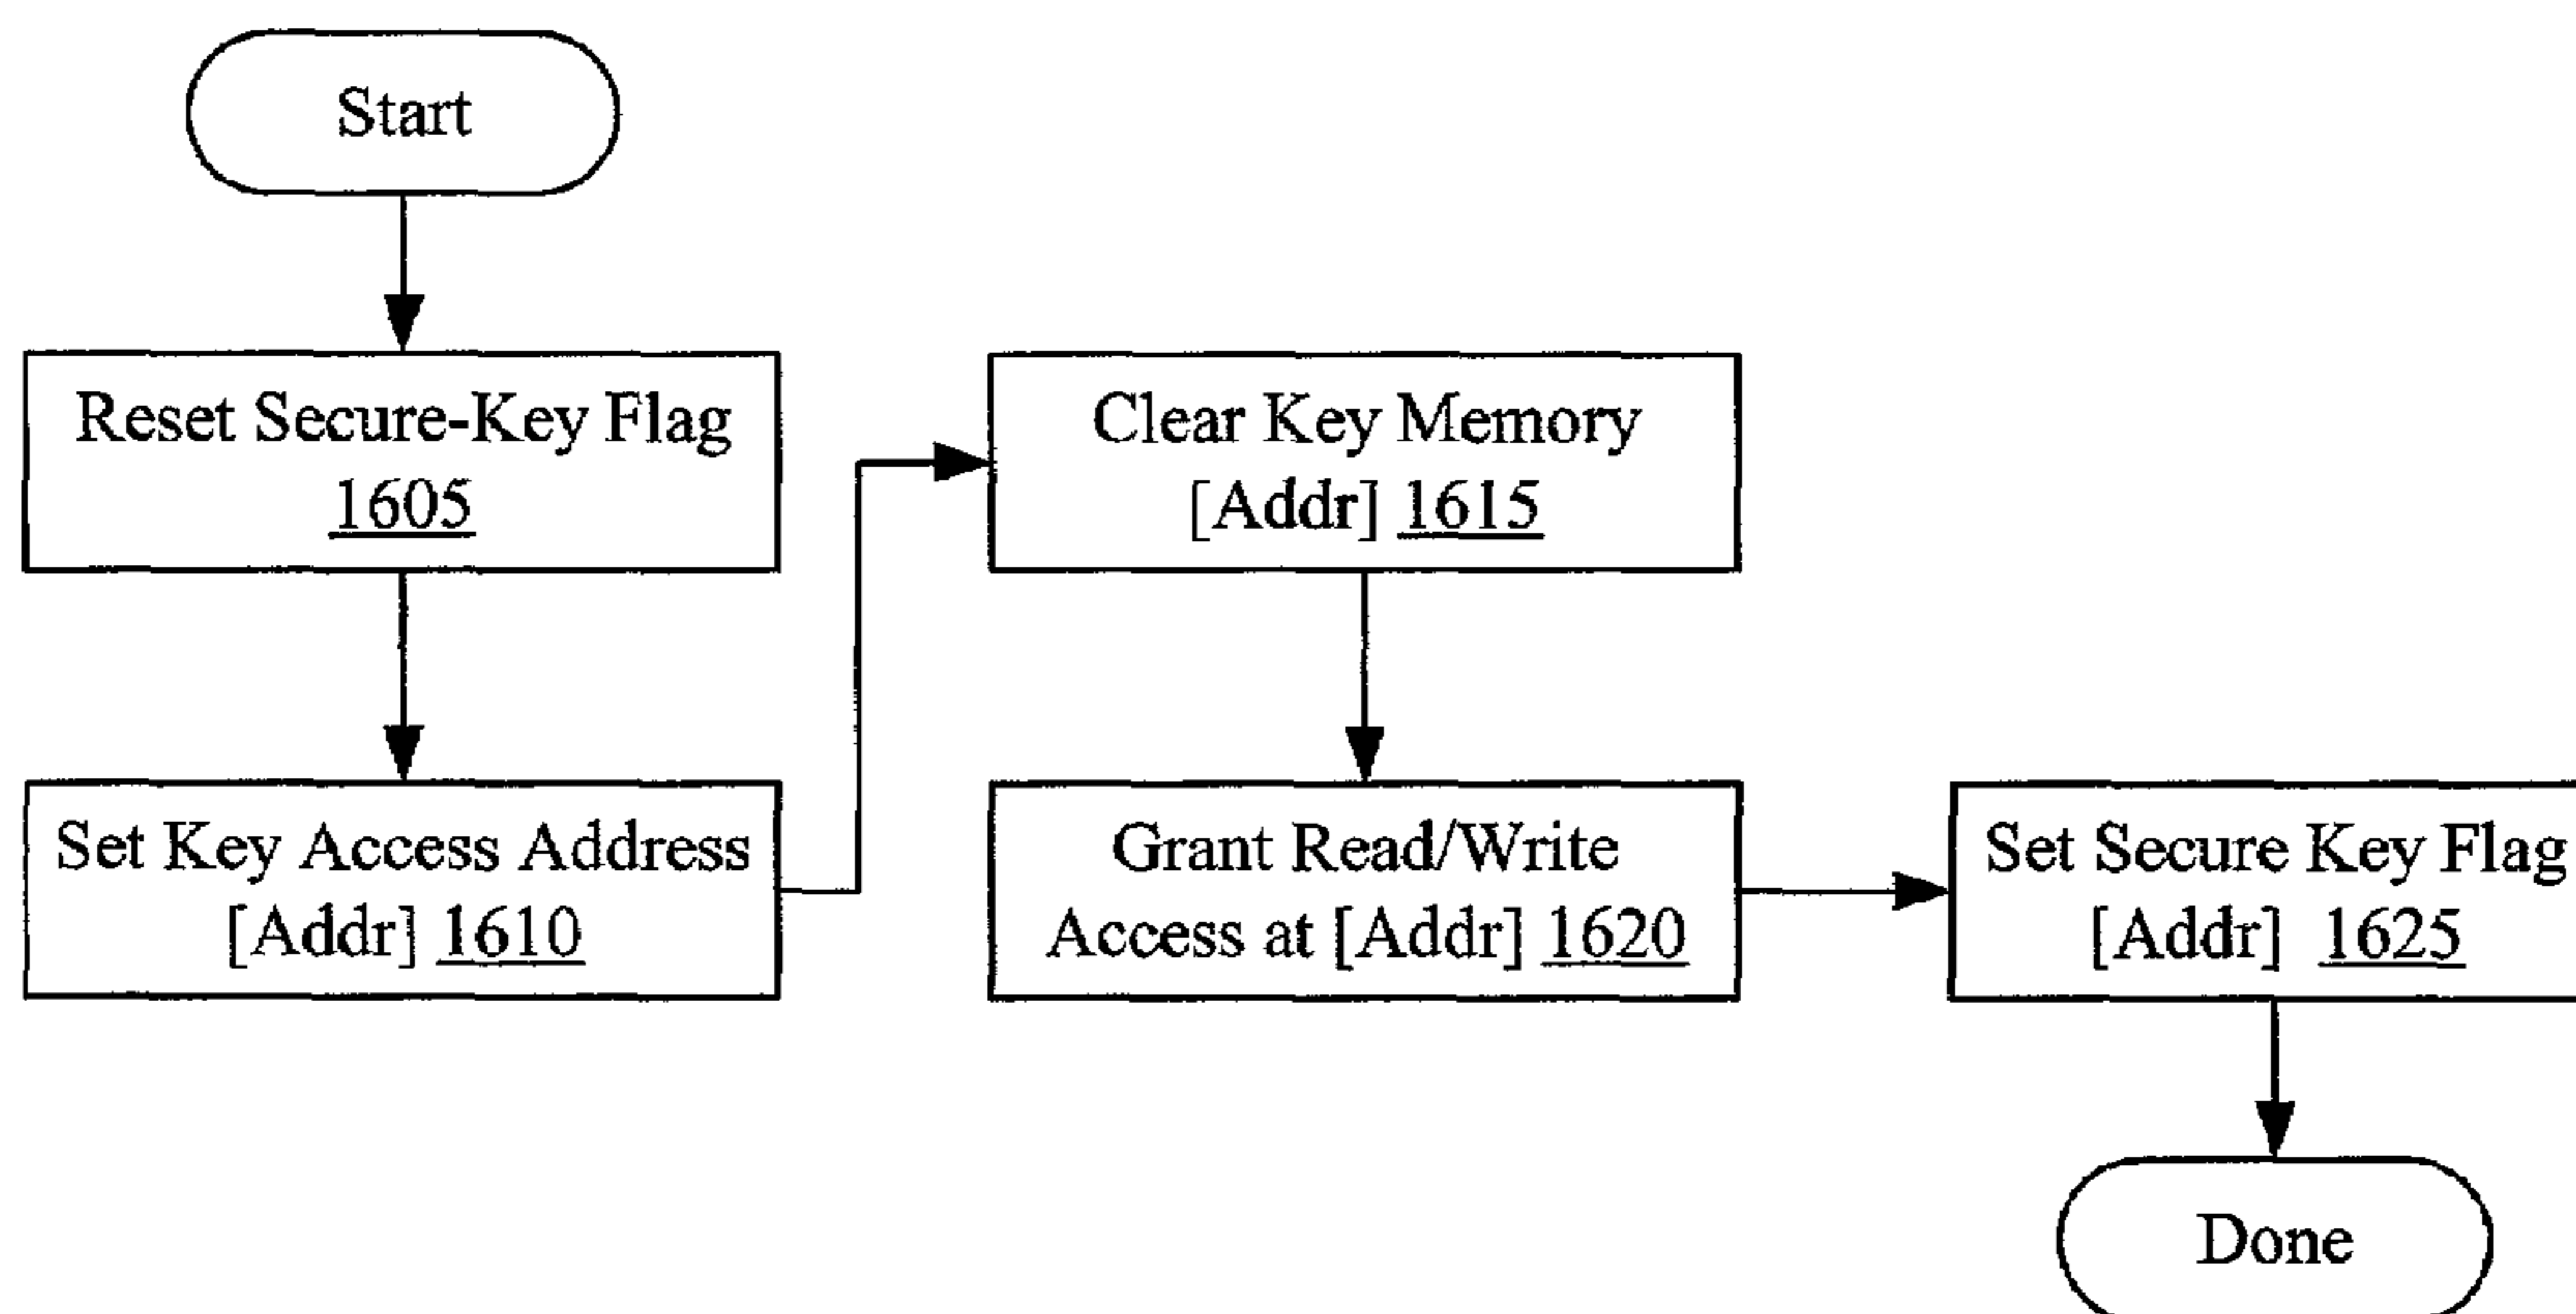 Start
Reset Secure-Key Flag
1605
Set Key Access Address
[Addr] 1610
Clear Key Memory
[Addr] 1615
Grant Read/Write
Access at [Addr] 1620
Set Secure Key Flag
[Addr] 1625
Done